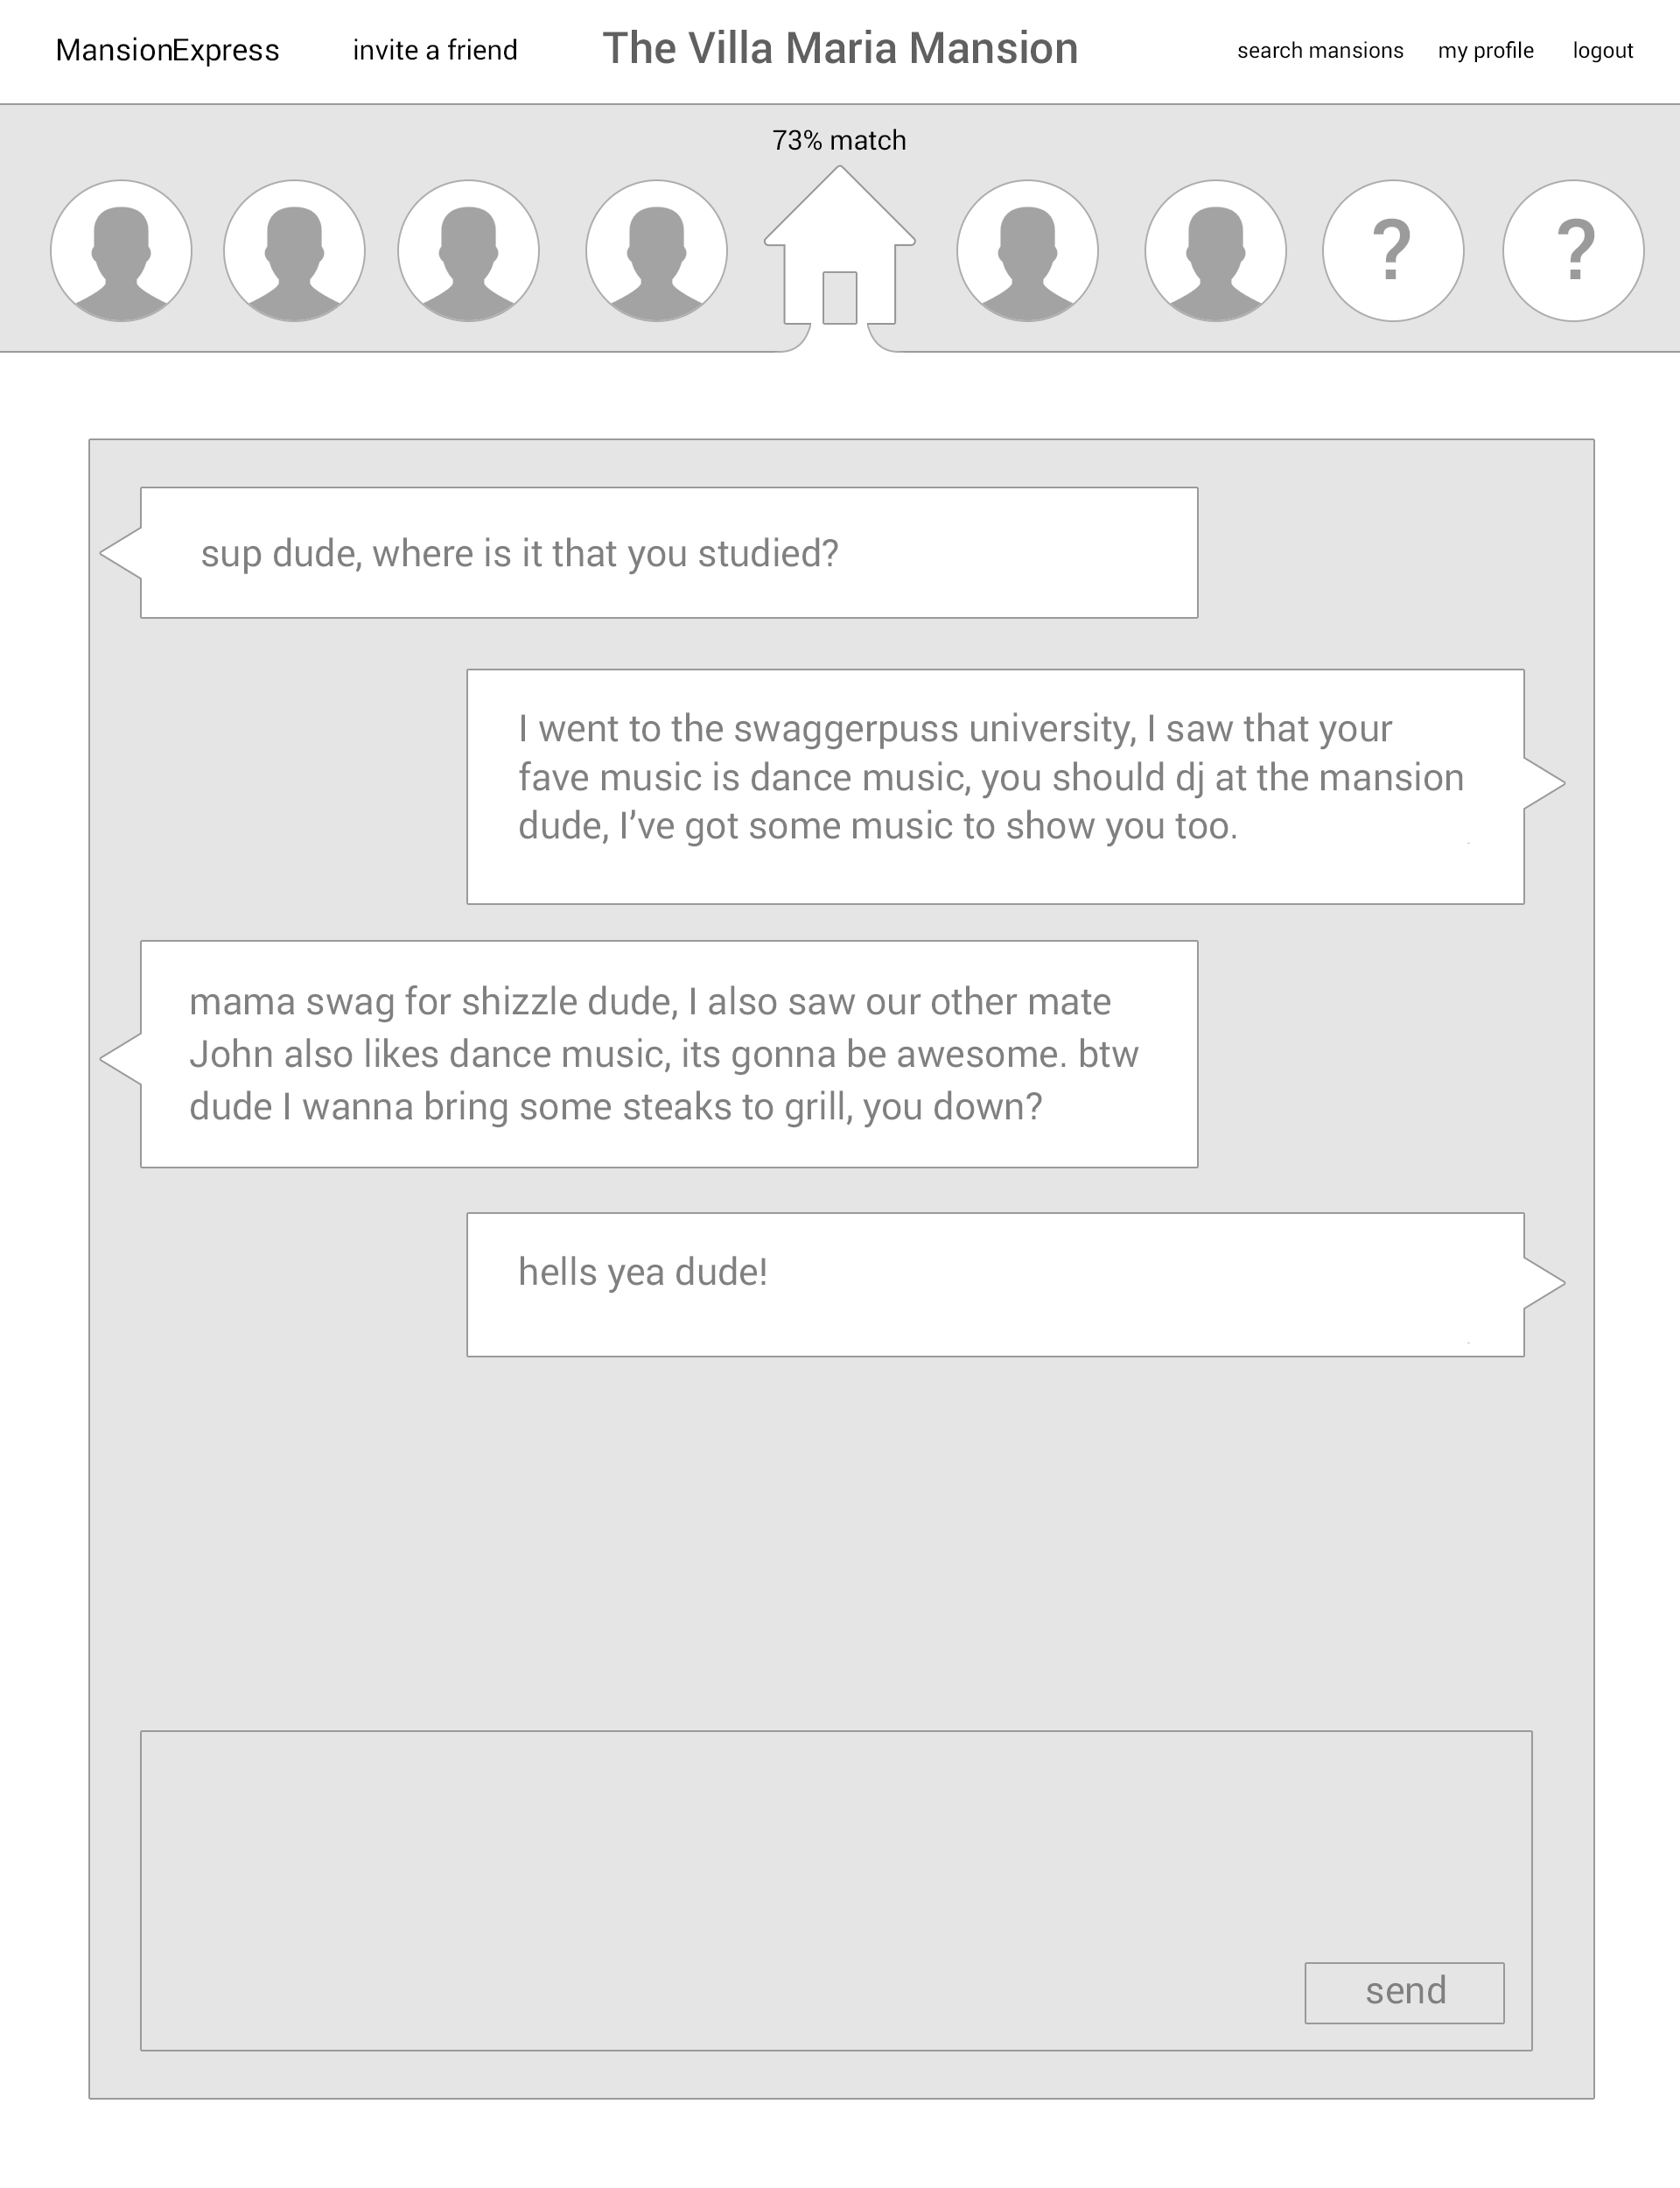 MansionExpress invite a friend The Villa Maria Mansion search mansions my profile logout
73% match
? ?
sup dude, where is it that you studied?
I went to the swaggerpuss university, I saw that your
fave music is dance music, you should dj at the mansion
dude, I've got some music to show you too.
mama swag for shizzle dude, I also saw our other mate
John also likes dance music, its gonna be awesome. btw
dude I wanna bring some steaks to grill, you down?
hells yea dude!
send